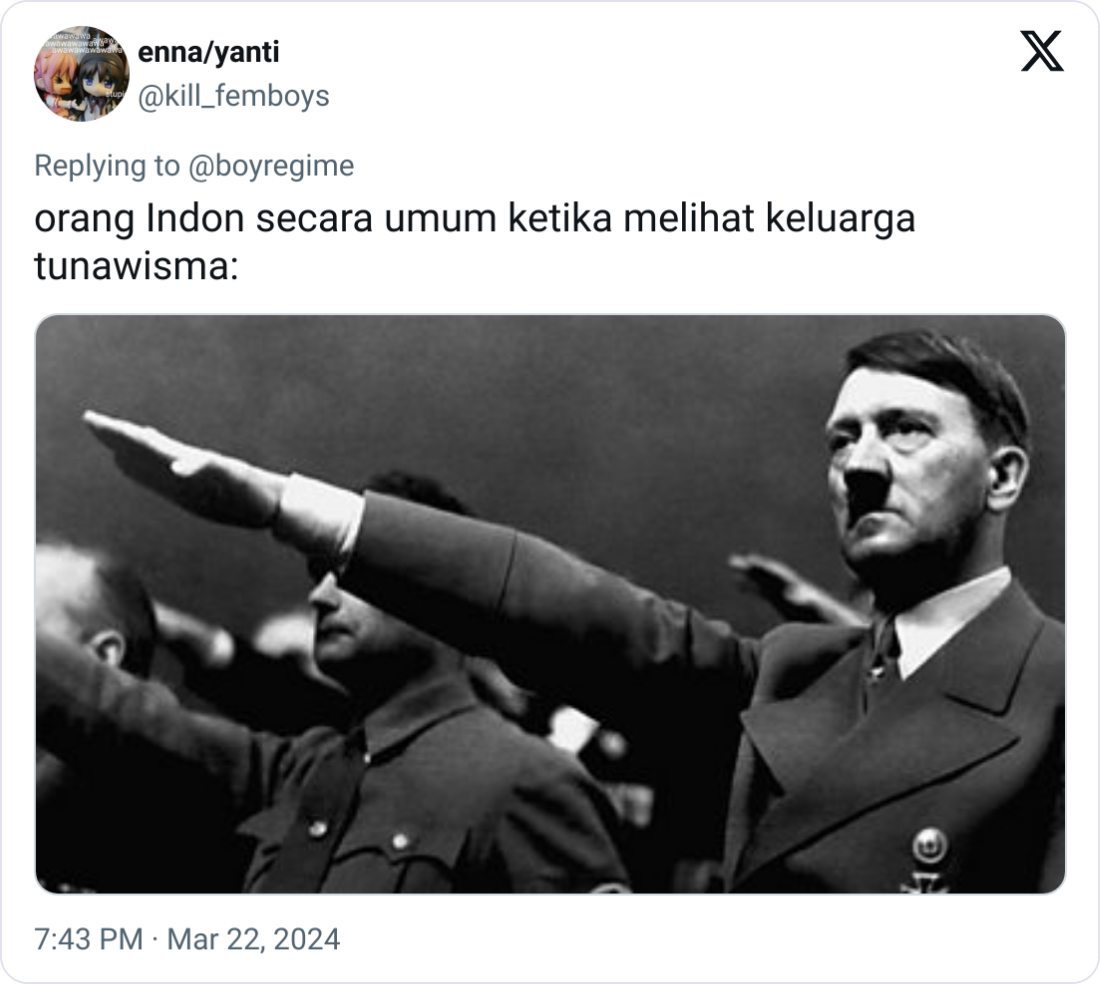 enna/yanti
@kill_femboys
Replying to @boyregime
orang Indon secara umum ketika melihat keluarga
tunawisma:
7:43 PM · Mar 22, 2024